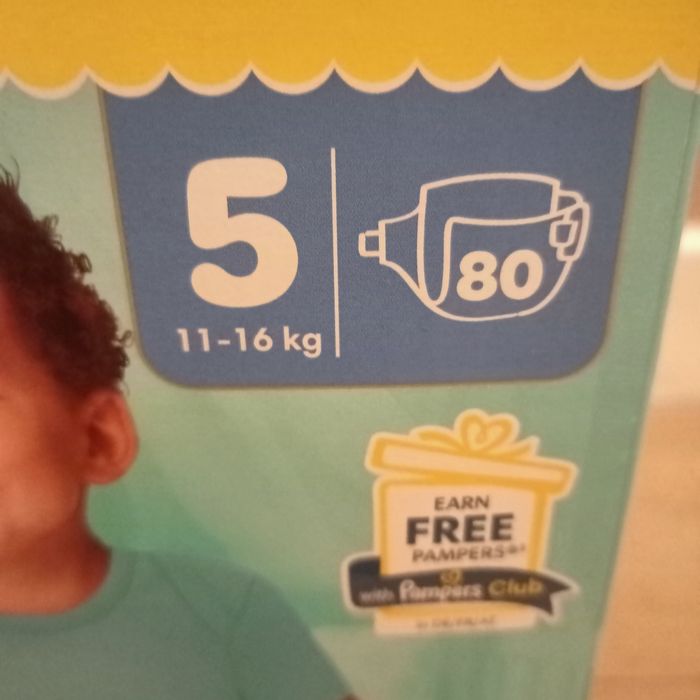 5
11-16 kg
80
EARN
FREE
PAMPERS
with Pampers Club